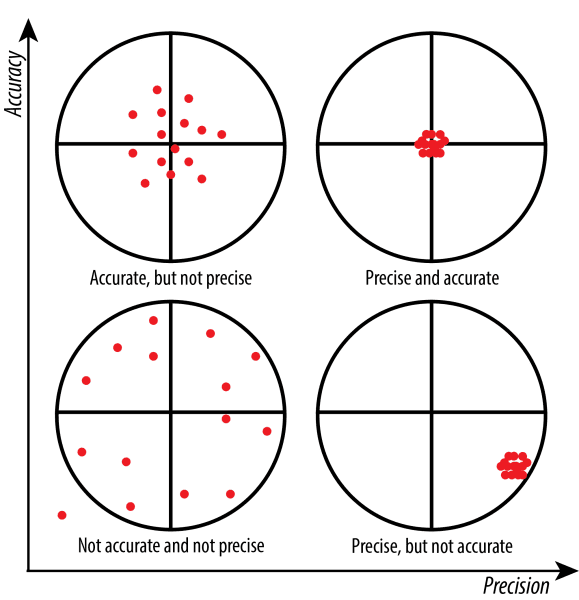 Accuracy
Accurate, but not precise
Precise and accurate
Not accurate and not precise
Precise, but not accurate
Precision